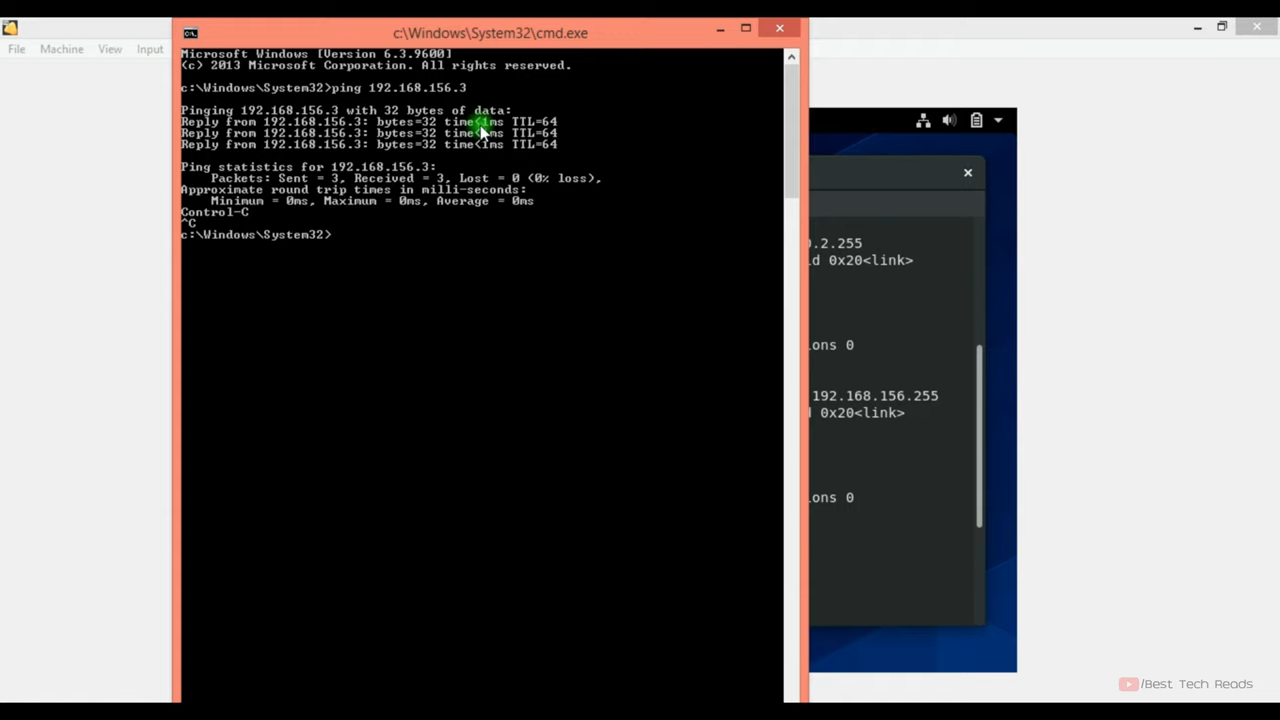 c:\Windows\System32\cmd.exe
File Machine View Input
Microsoft Windows [Version 6.3.9600]
(c) 2013 Microsoft Corporation. All rights reserved.
c:\Windows\System32>ping 192.168.156.3
Pinging 192.168.156.3 with 32 bytes of data:
Reply from 192.168.156.3: bytes=32 time<1ms TTL=64
Reply from 192.168.156.3: bytes=32 time<1ms TTL=64
Reply from 192.168.156.3: bytes=32 time<1ms TTL=64
Ping statistics for 192.168.156.3:
Packets: Sent = 3, Received = 3, Lost = 0 (0% loss),
Approximate round trip times in milli-seconds:
Minimum = 0ms, Maximum = 0ms, Average = 0ms
Control-C
^C
c:\Windows\System32>
.2.255
d 0x20<link>
ons 0
192.168.156.255
0x20<link>
ons 0
/Best Tech Reads